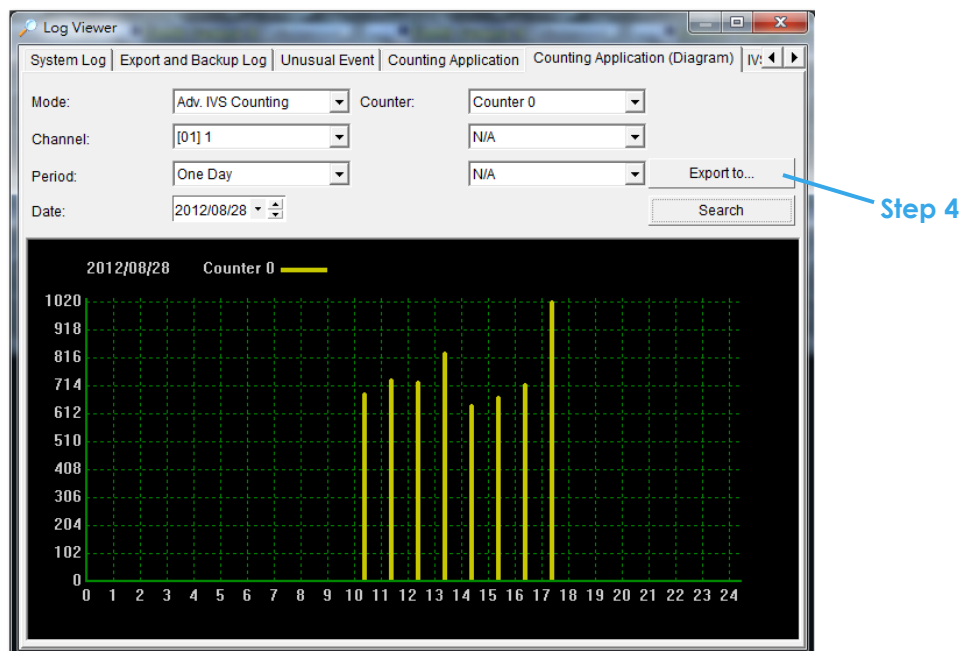 Log Viewer
System Log Export and Backup Log Unusual Event Counting Application Counting Application (Diagram) IV
Mode: Adv. IVS Counting Counter: Counter 0
Channel: [01] 1 N/A
Period: One Day N/A Export to...
Step 4
Date: 2012/08/28 Search
2012/08/28 Counter 0
1020
918
816
714
612
510
408
306
204
102
0
0 1 2 3 4 5 6 7 8 9 10 11 12 13 14 15 16 17 18 19 20 21 22 23 24